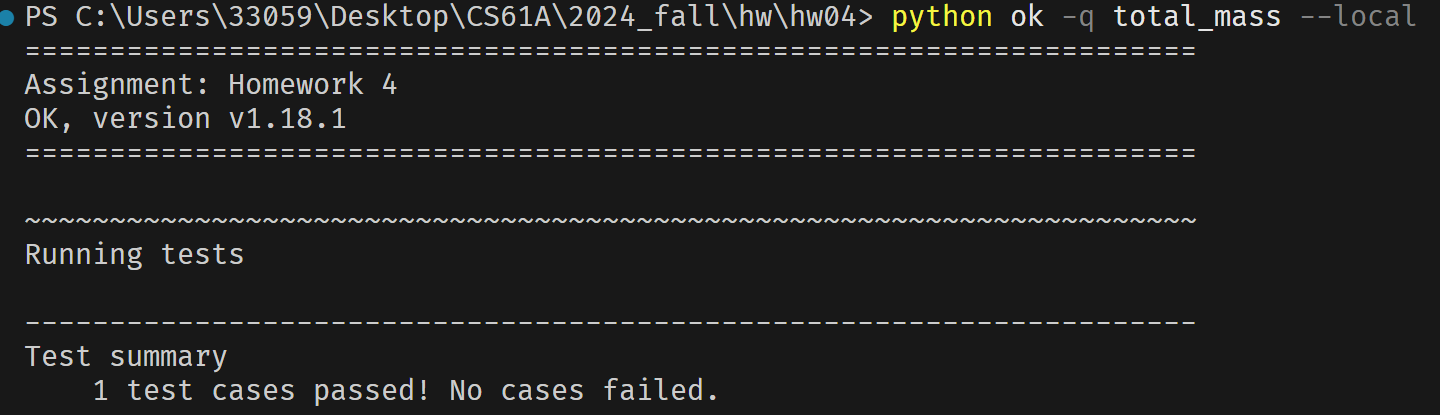 PS C:\Users\33059\Desktop\CS61A\2024_fall\hw\hw04> python ok -q total_mass --local
=====================================================================
Assignment: Homework 4
OK, version v1.18.1
=====================================================================
~~~~~~~~~~~~~~~~~~~~~~~~~~~~~~~~~~~~~~~~~~~~~~~~~~~~~~~~~~~~~~~~~~~~~
Running tests
---------------------------------------------------------------------
Test summary
    1 test cases passed! No cases failed.